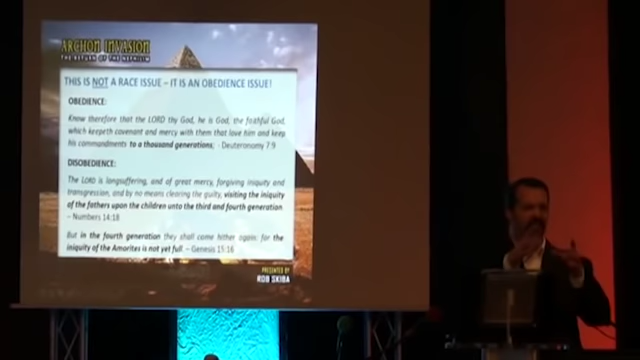 ARCHON INVASION
THE RETURN OF THE NEPHILIM
THIS IS NOT A RACE ISSUE – IT IS AN OBEDIENCE ISSUE!
OBEDIENCE:
Know therefore that the LORD thy God, he is God, the faithful God,
which keepeth covenant and mercy with them that love him and keep
his commandments to a thousand generations; - Deuteronomy 7:9
DISOBEDIENCE:
The LORD is longsuffering, and of great mercy, forgiving iniquity and
transgression, and by no means clearing the guilty, visiting the iniquity
of the fathers upon the children unto the third and fourth generation
– Numbers 14:18
But in the fourth generation they shall come hither again: for the
iniquity of the Amorites is not yet full. – Genesis 15:16
PRESENTED BY
ROB SKIBA